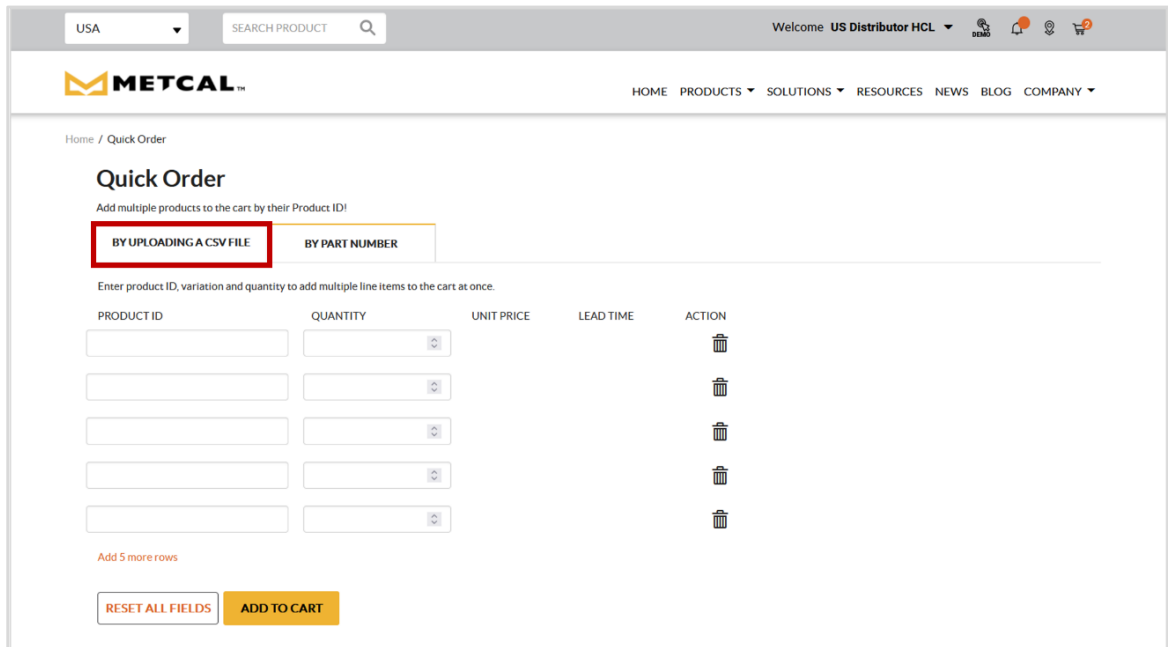 USA SEARCH PRODUCT Welcome US Distributor HCL DEMO 2
METCAL™
HOME PRODUCTS SOLUTIONS RESOURCES NEWS BLOG COMPANY
Home / Quick Order
Quick Order
Add multiple products to the cart by their Product ID!
BY UPLOADING A CSV FILE BY PART NUMBER
Enter product ID, variation and quantity to add multiple line items to the cart at once.
PRODUCT ID QUANTITY UNIT PRICE LEAD TIME ACTION
Add 5 more rows
RESET ALL FIELDS ADD TO CART